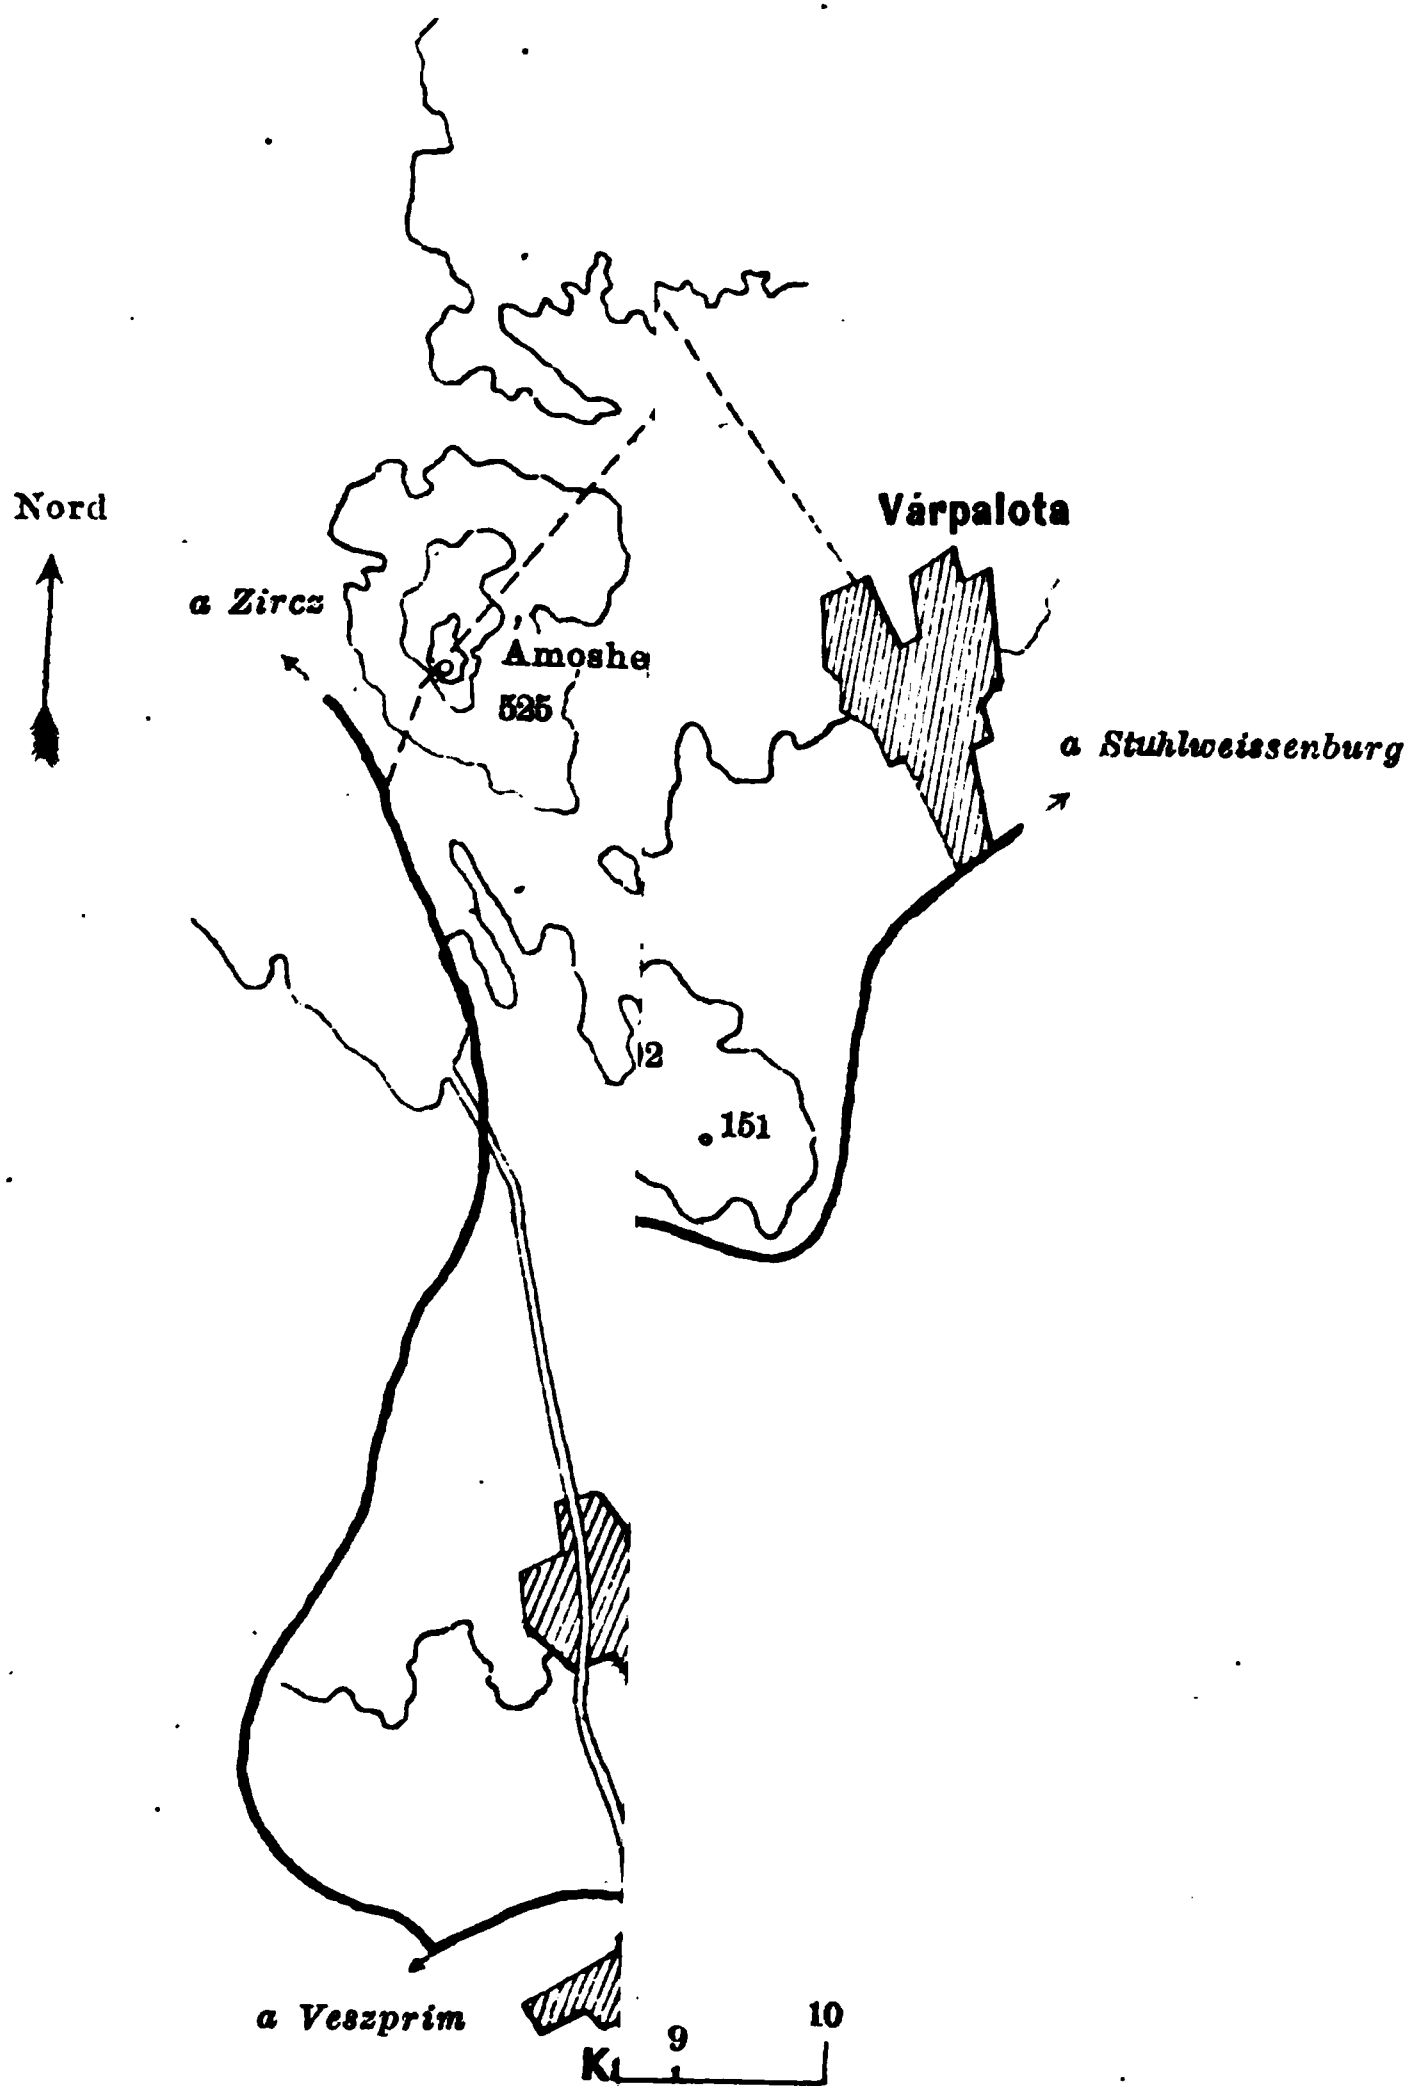 Nord
Várpalota
a Zircz
Amoshe
525
a Stuhlweissenburg
2
151
a Veszprim
10
9
K